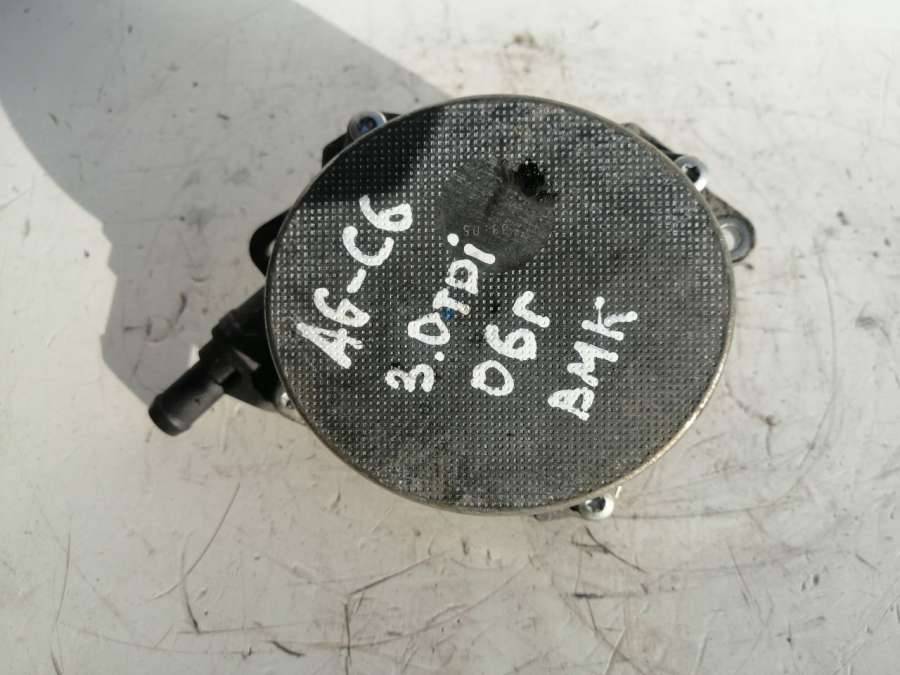 A6-C6
3.0TDi
06г
BMK